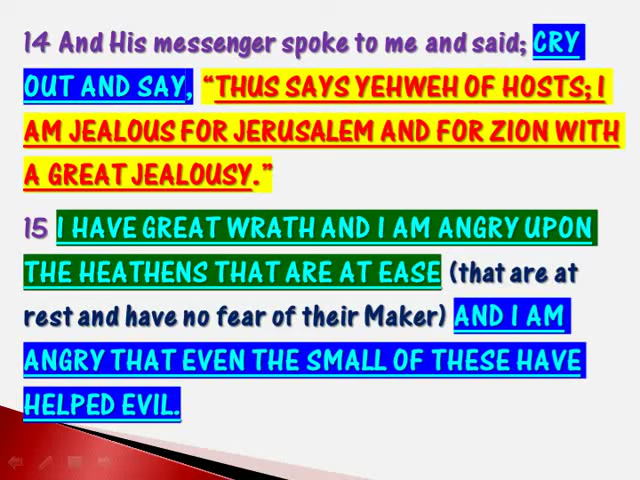 14 And His messenger spoke to me and said; CRY
OUT AND SAY, “THUS SAYS YEHWEH OF HOSTS; I
AM JEALOUS FOR JERUSALEM AND FOR ZION WITH
A GREAT JEALOUSY.”
15 I HAVE GREAT WRATH AND I AM ANGRY UPON
THE HEATHENS THAT ARE AT EASE (that are at
rest and have no fear of their Maker) AND I AM
ANGRY THAT EVEN THE SMALL OF THESE HAVE
HELPED EVIL.